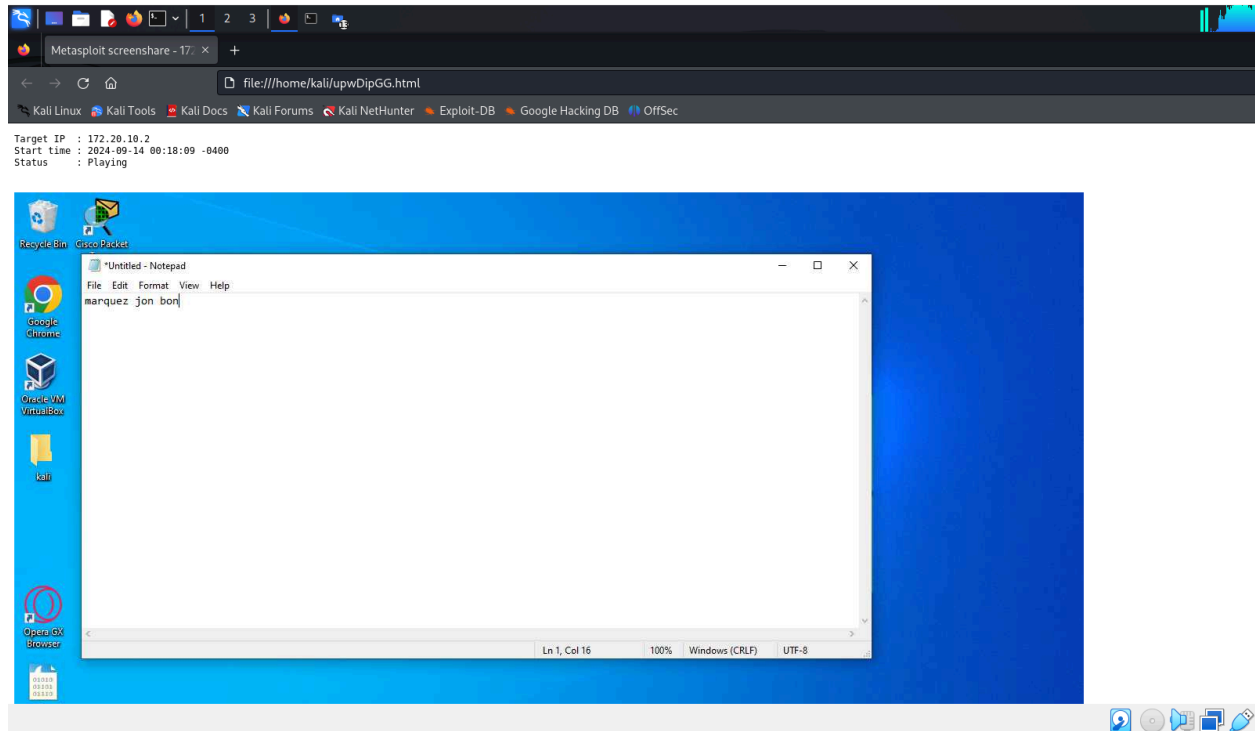 1 2 3
Metasploit screenshare - 17
file:///home/kali/upwDipGG.html
Kali Linux Kali Tools Kali Docs Kali Forums Kali NetHunter Exploit-DB Google Hacking DB OffSec
Target IP : 172.20.10.2
Start time : 2024-09-14 00:18:09 -0400
Status : Playing
Recycle Bin Cisco Packet
*Untitled - Notepad
File Edit Format View Help
marquez jon bon
Google
Chrome
Oracle VM
VirtualBox
kali
Opera GX
Browser
Ln 1, Col 16 100% Windows (CRLF) UTF-8